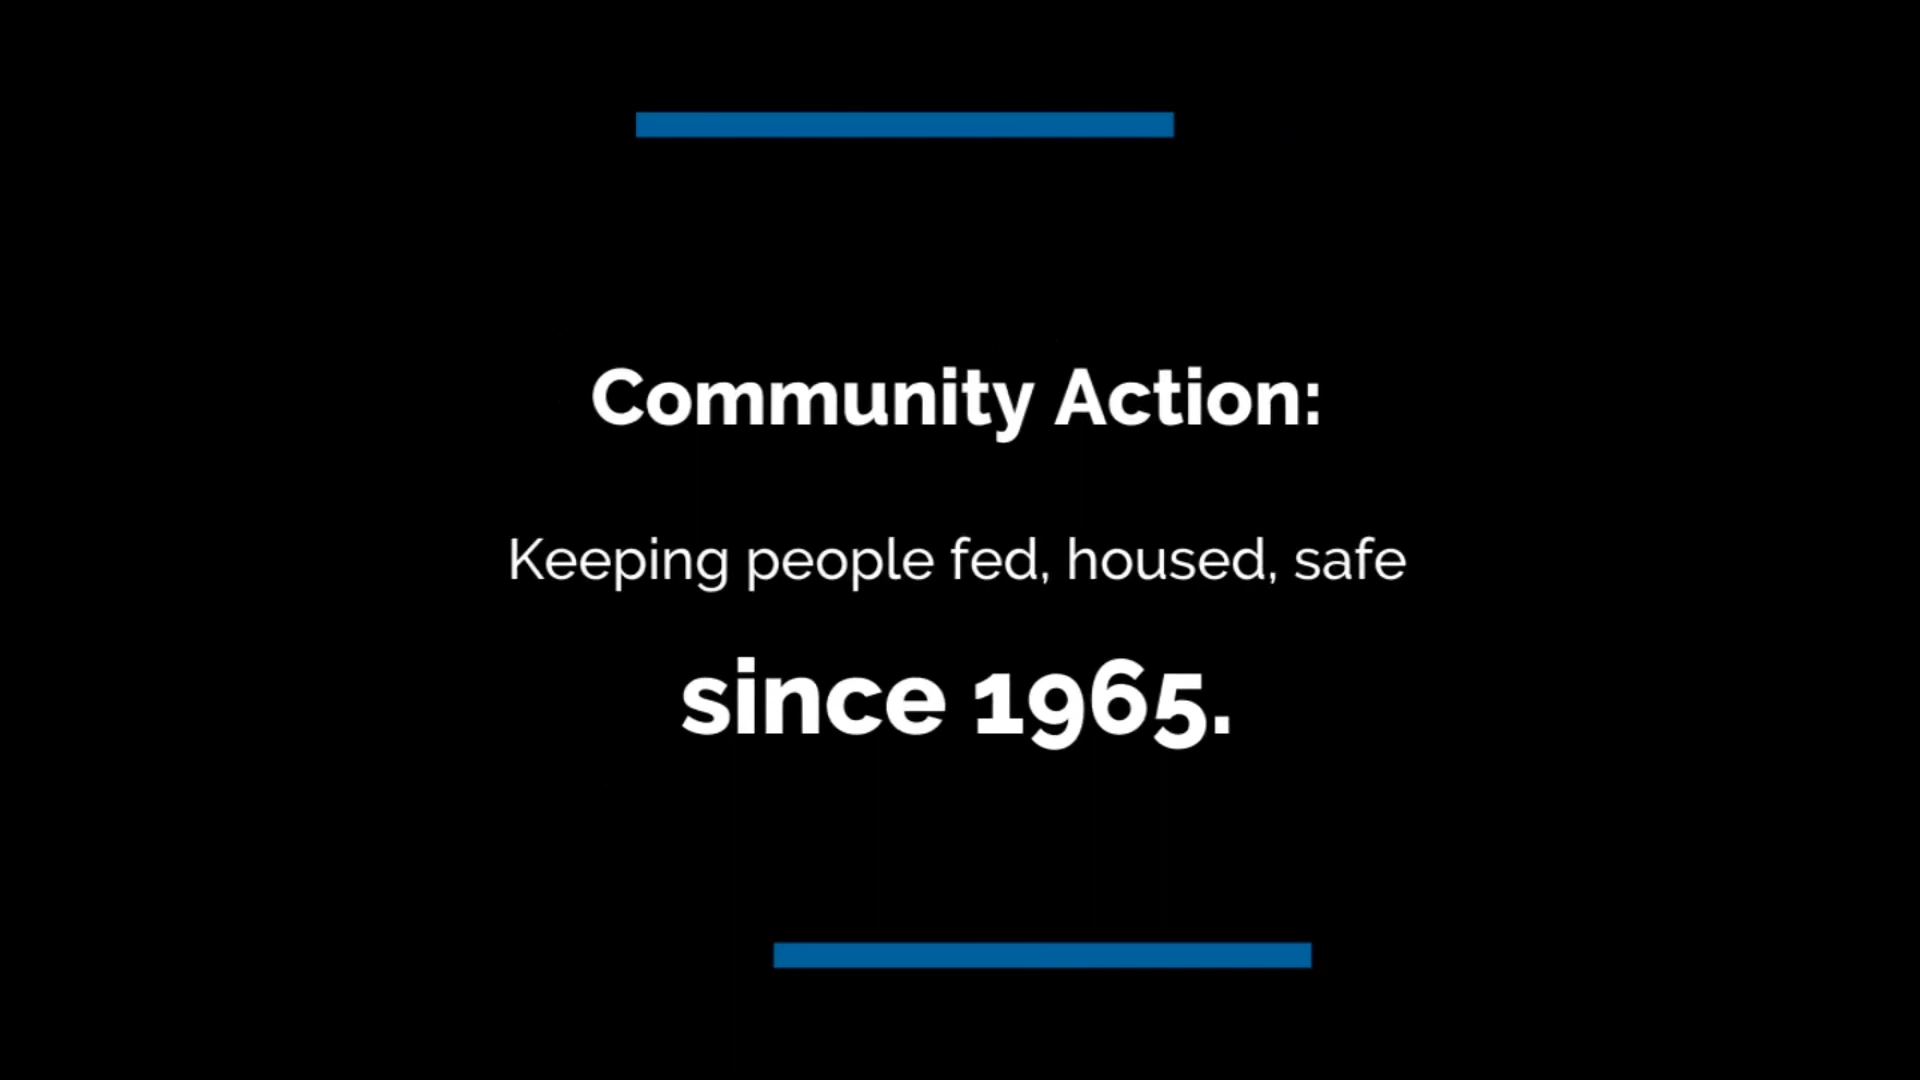 Community Action:
Keeping people fed, housed, safe
since 1965.